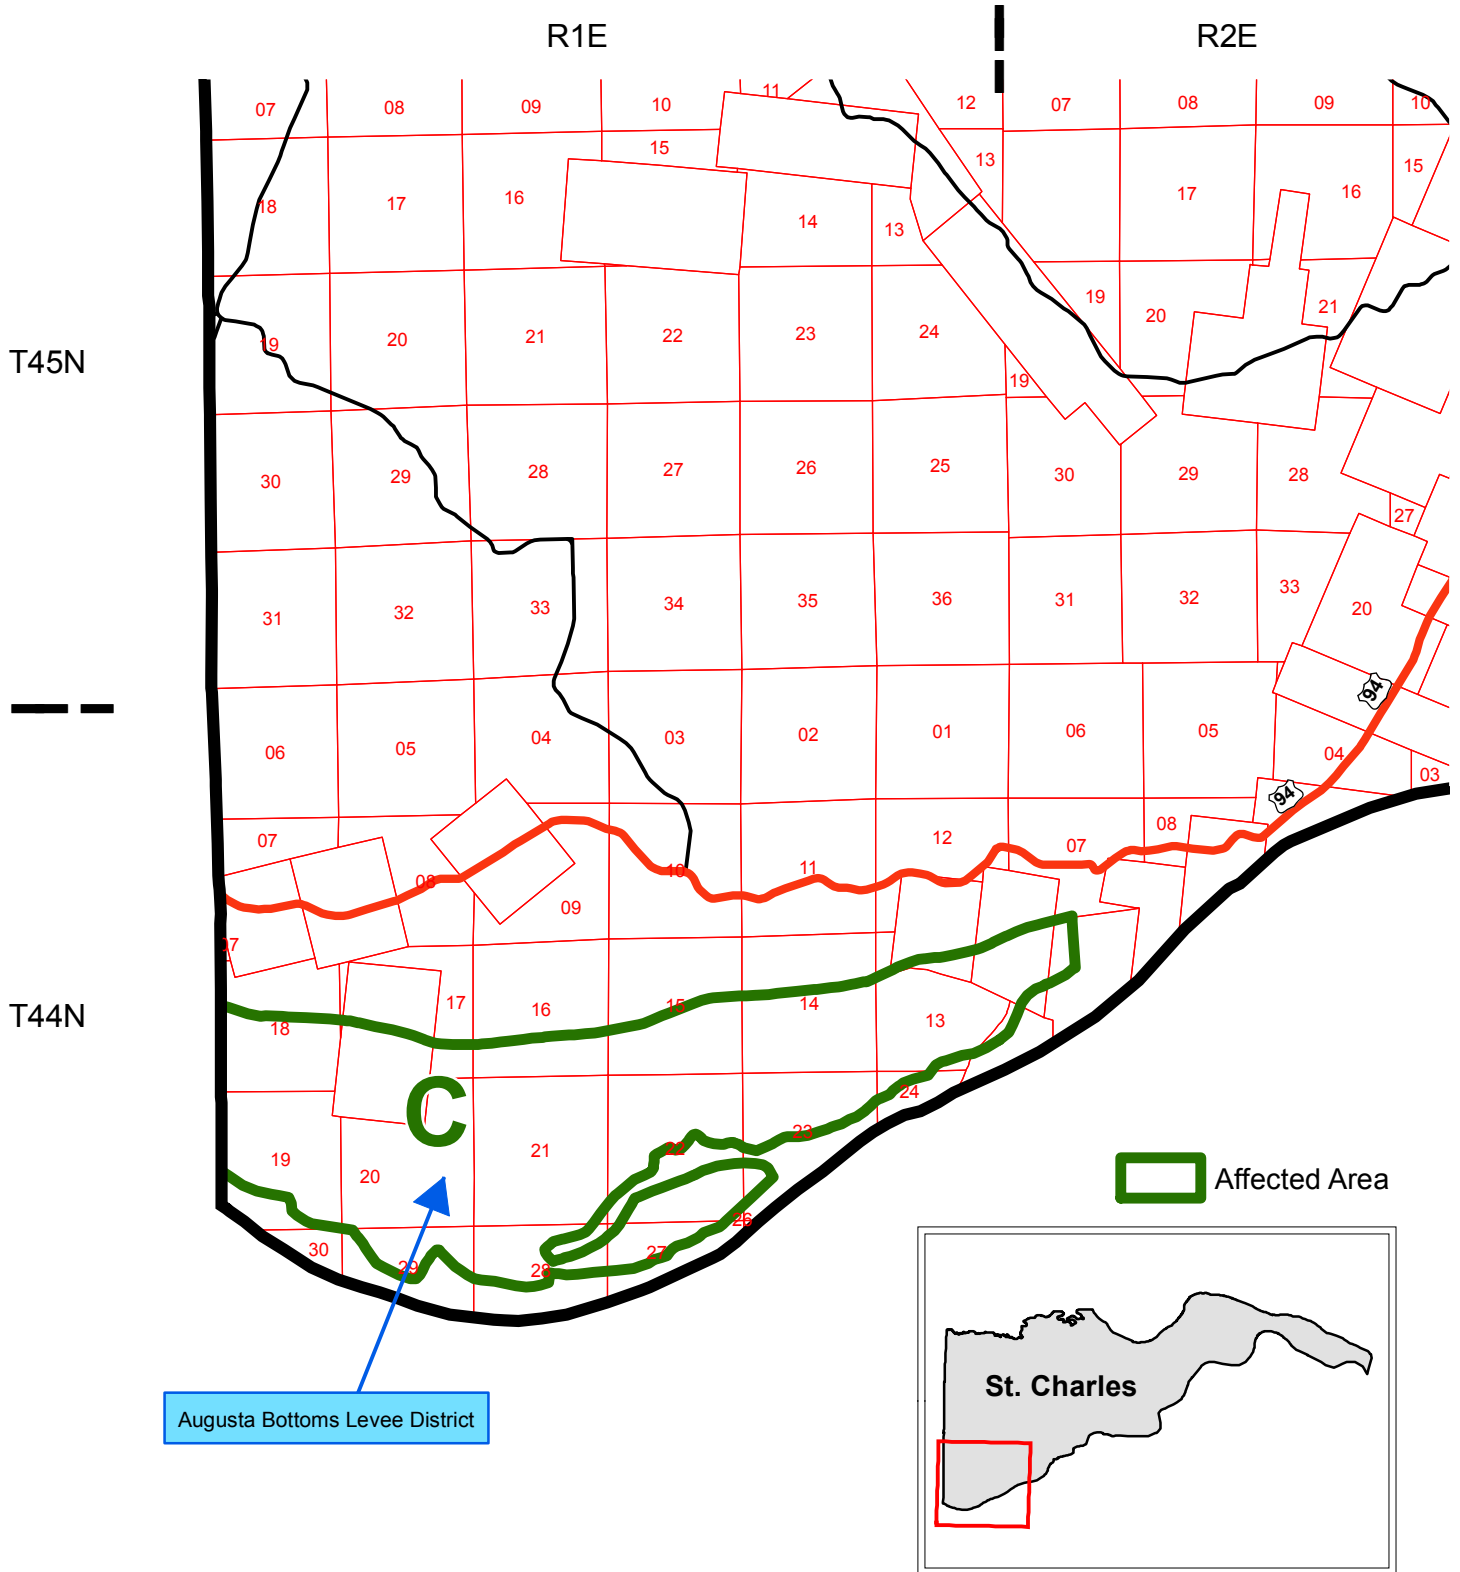 R1E R2E
07 08 09 10 11 12 07 08 09 10
15 13 15
18 17 16 14 13 17 16
19 20 21 22 23 24 19 20 21
T45N
19
30 29 28 27 26 25 30 29 28
27
31 32 33 34 35 36 31 32 33 20
94
06 05 04 03 02 01 06 05 04 03
94
07 08 09 10 11 12 07 08
17
T44N
18 17 16 15 14 13
C
24
19 20 21 22 23
Affected Area
30 29 28 27 26
St. Charles
Augusta Bottoms Levee District